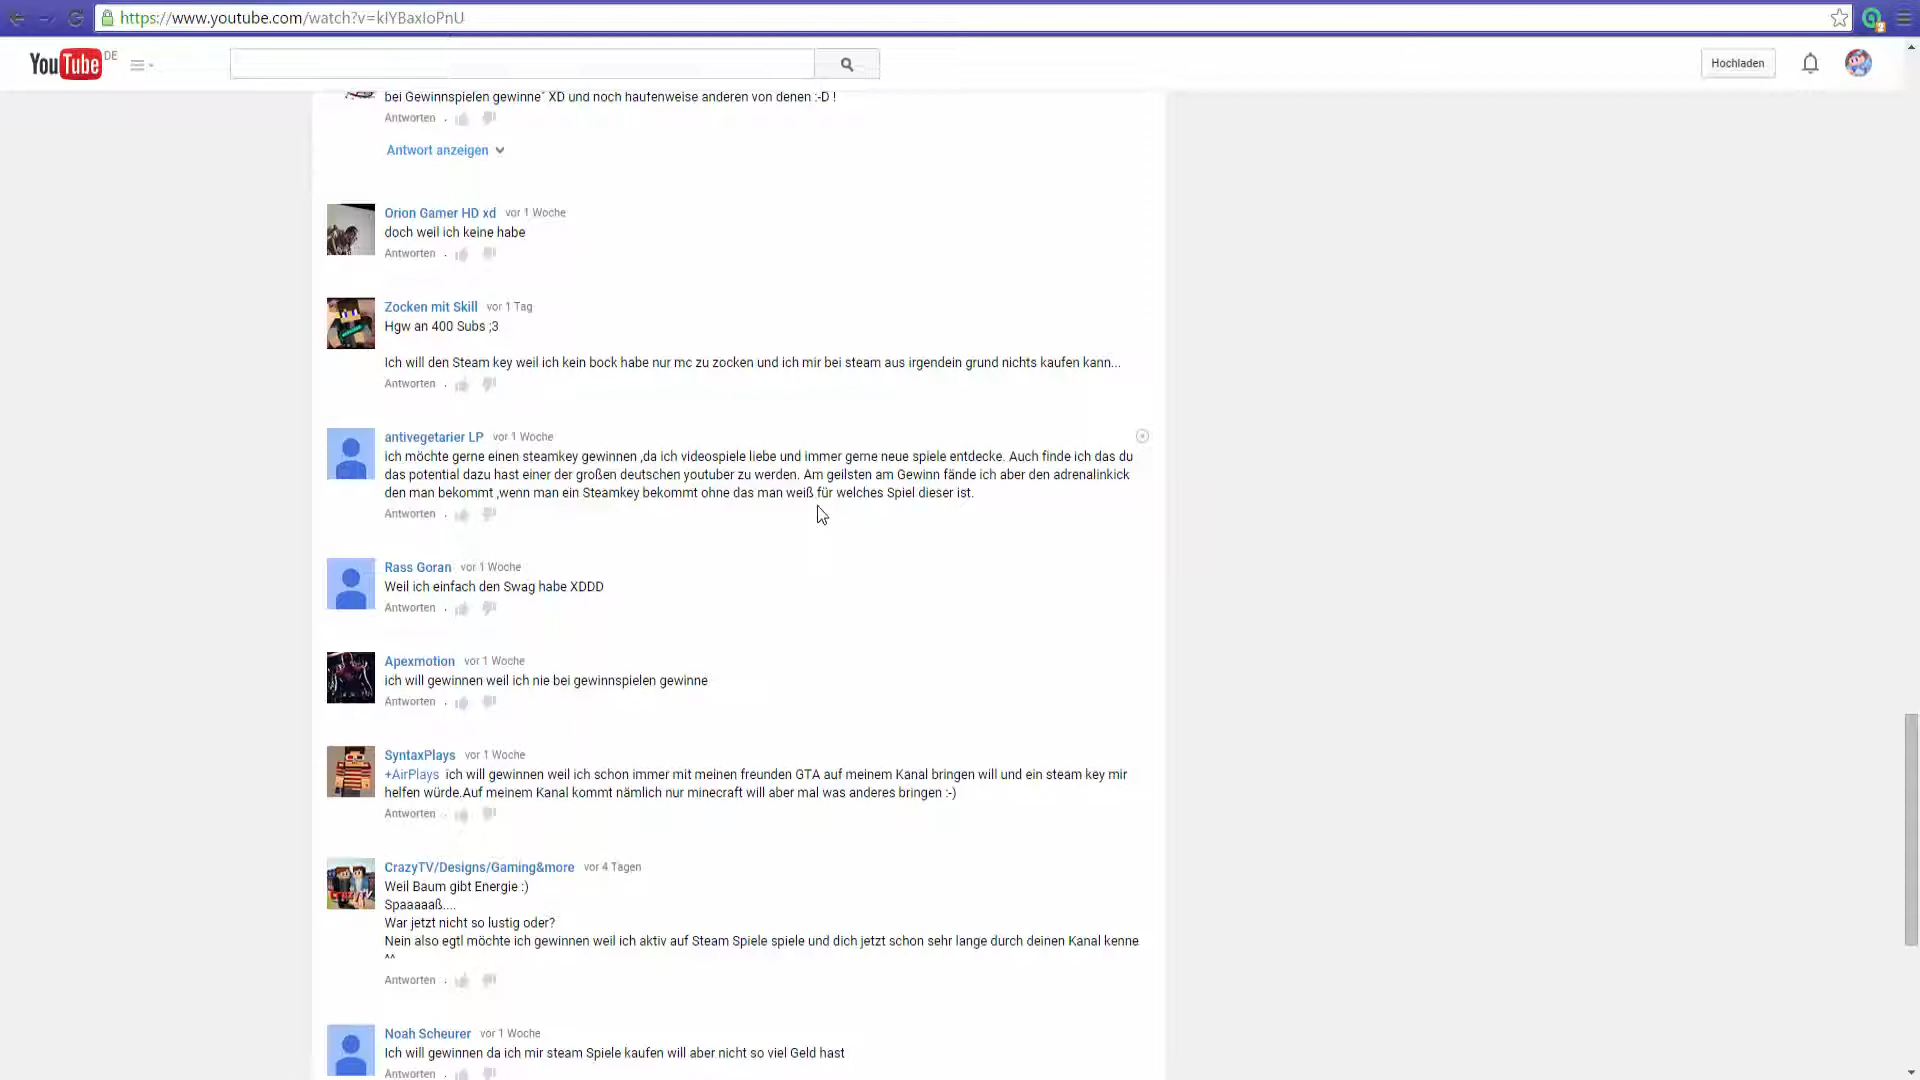 https://www.youtube.com/watch?v=kIYBaxIoPnU
YouTube DE
Hochladen
bei Gewinnspielen gewinne" XD und noch haufenweise anderen von denen :-D !
Antworten .
Antwort anzeigen
Orion Gamer HD xd vor 1 Woche
doch weil ich keine habe
Antworten .
Zocken mit Skill vor 1 Tag
Hgw an 400 Subs ;3
Ich will den Steam key weil ich kein bock habe nur mc zu zocken und ich mir bei steam aus irgendein grund nichts kaufen kann...
Antworten .
antivegetarier LP vor 1 Woche
ich möchte gerne einen steamkey gewinnen ,da ich videospiele liebe und immer gerne neue spiele entdecke. Auch finde ich das du
das potential dazu hast einer der großen deutschen youtuber zu werden. Am geilsten am Gewinn fände ich aber den adrenalinkick
den man bekommt ,wenn man ein Steamkey bekommt ohne das man weiß für welches Spiel dieser ist.
Antworten .
Rass Goran vor 1 Woche
Weil ich einfach den Swag habe XDDD
Antworten .
Apexmotion vor 1 Woche
ich will gewinnen weil ich nie bei gewinnspielen gewinne
Antworten .
SyntaxPlays vor 1 Woche
+AirPlays ich will gewinnen weil ich schon immer mit meinen freunden GTA auf meinem Kanal bringen will und ein steam key mir
helfen würde.Auf meinem Kanal kommt nämlich nur minecraft will aber mal was anderes bringen :-)
Antworten .
CrazyTV/Designs/Gaming&more vor 4 Tagen
Weil Baum gibt Energie :)
Spaaaaaß....
War jetzt nicht so lustig oder?
Nein also egtl möchte ich gewinnen weil ich aktiv auf Steam Spiele spiele und dich jetzt schon sehr lange durch deinen Kanal kenne
^^
Antworten .
Noah Scheurer vor 1 Woche
Ich will gewinnen da ich mir steam Spiele kaufen will aber nicht so viel Geld hast
Antworten .